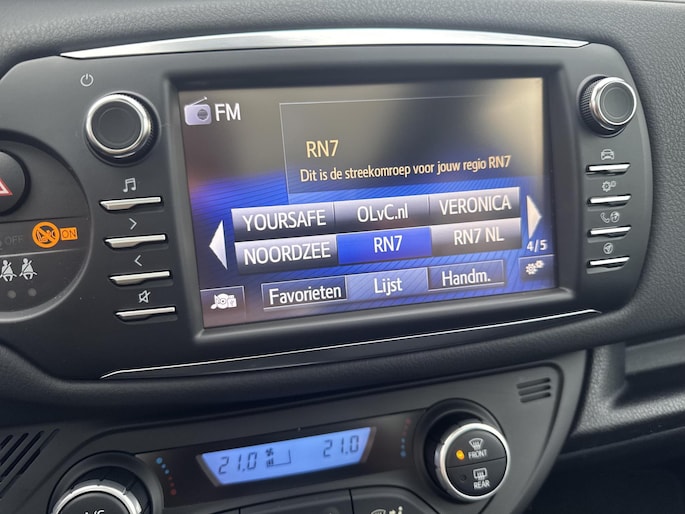 FM
RN7
Dit is de streekomroep voor jouw regio RN7
YOURSAFE OLvC.nl VERONICA
NOORDZEE RN7 RN7 NL
4/5
Favorieten Lijst Handm.
OFF ON
21.0 21.0
FRONT
REAR
A/C